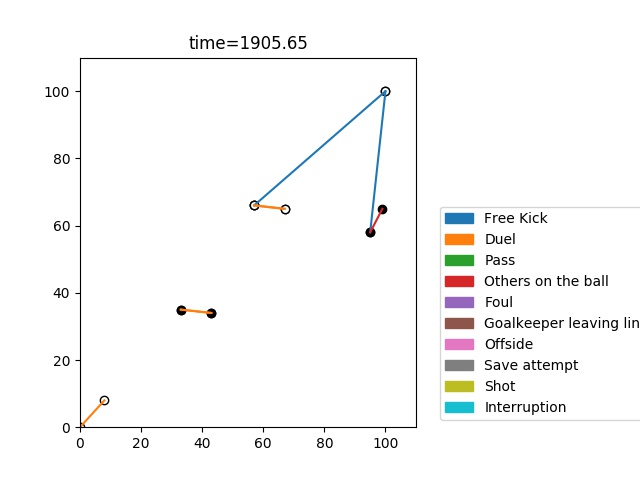 time=1905.65
100
80
60
40
20
0
0
20
40
60
80
100
Free Kick
Duel
Pass
Others on the ball
Foul
Goalkeeper leaving lin
Offside
Save attempt
Shot
Interruption